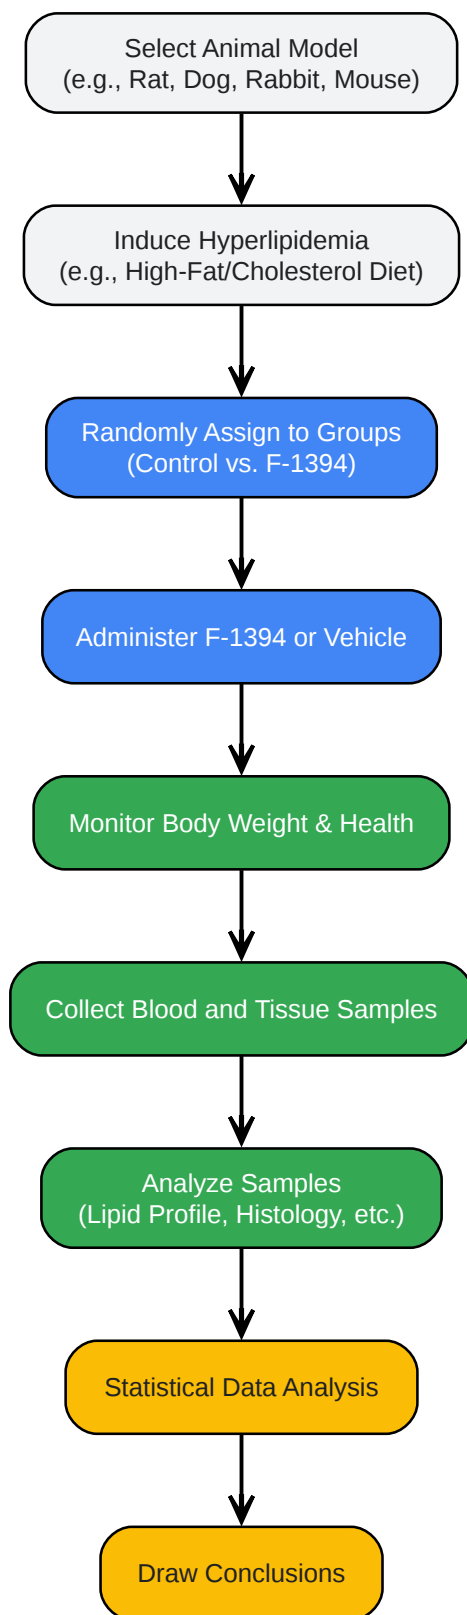 Select Animal Model
(e.g., Rat, Dog, Rabbit, Mouse)
Induce Hyperlipidemia
(e.g., High-Fat/Cholesterol Diet)
Randomly Assign to Groups
(Control vs. F-1394)
Administer F-1394 or Vehicle
Monitor Body Weight & Health
Collect Blood and Tissue Samples
Analyze Samples
(Lipid Profile, Histology, etc.)
Statistical Data Analysis
Draw Conclusions